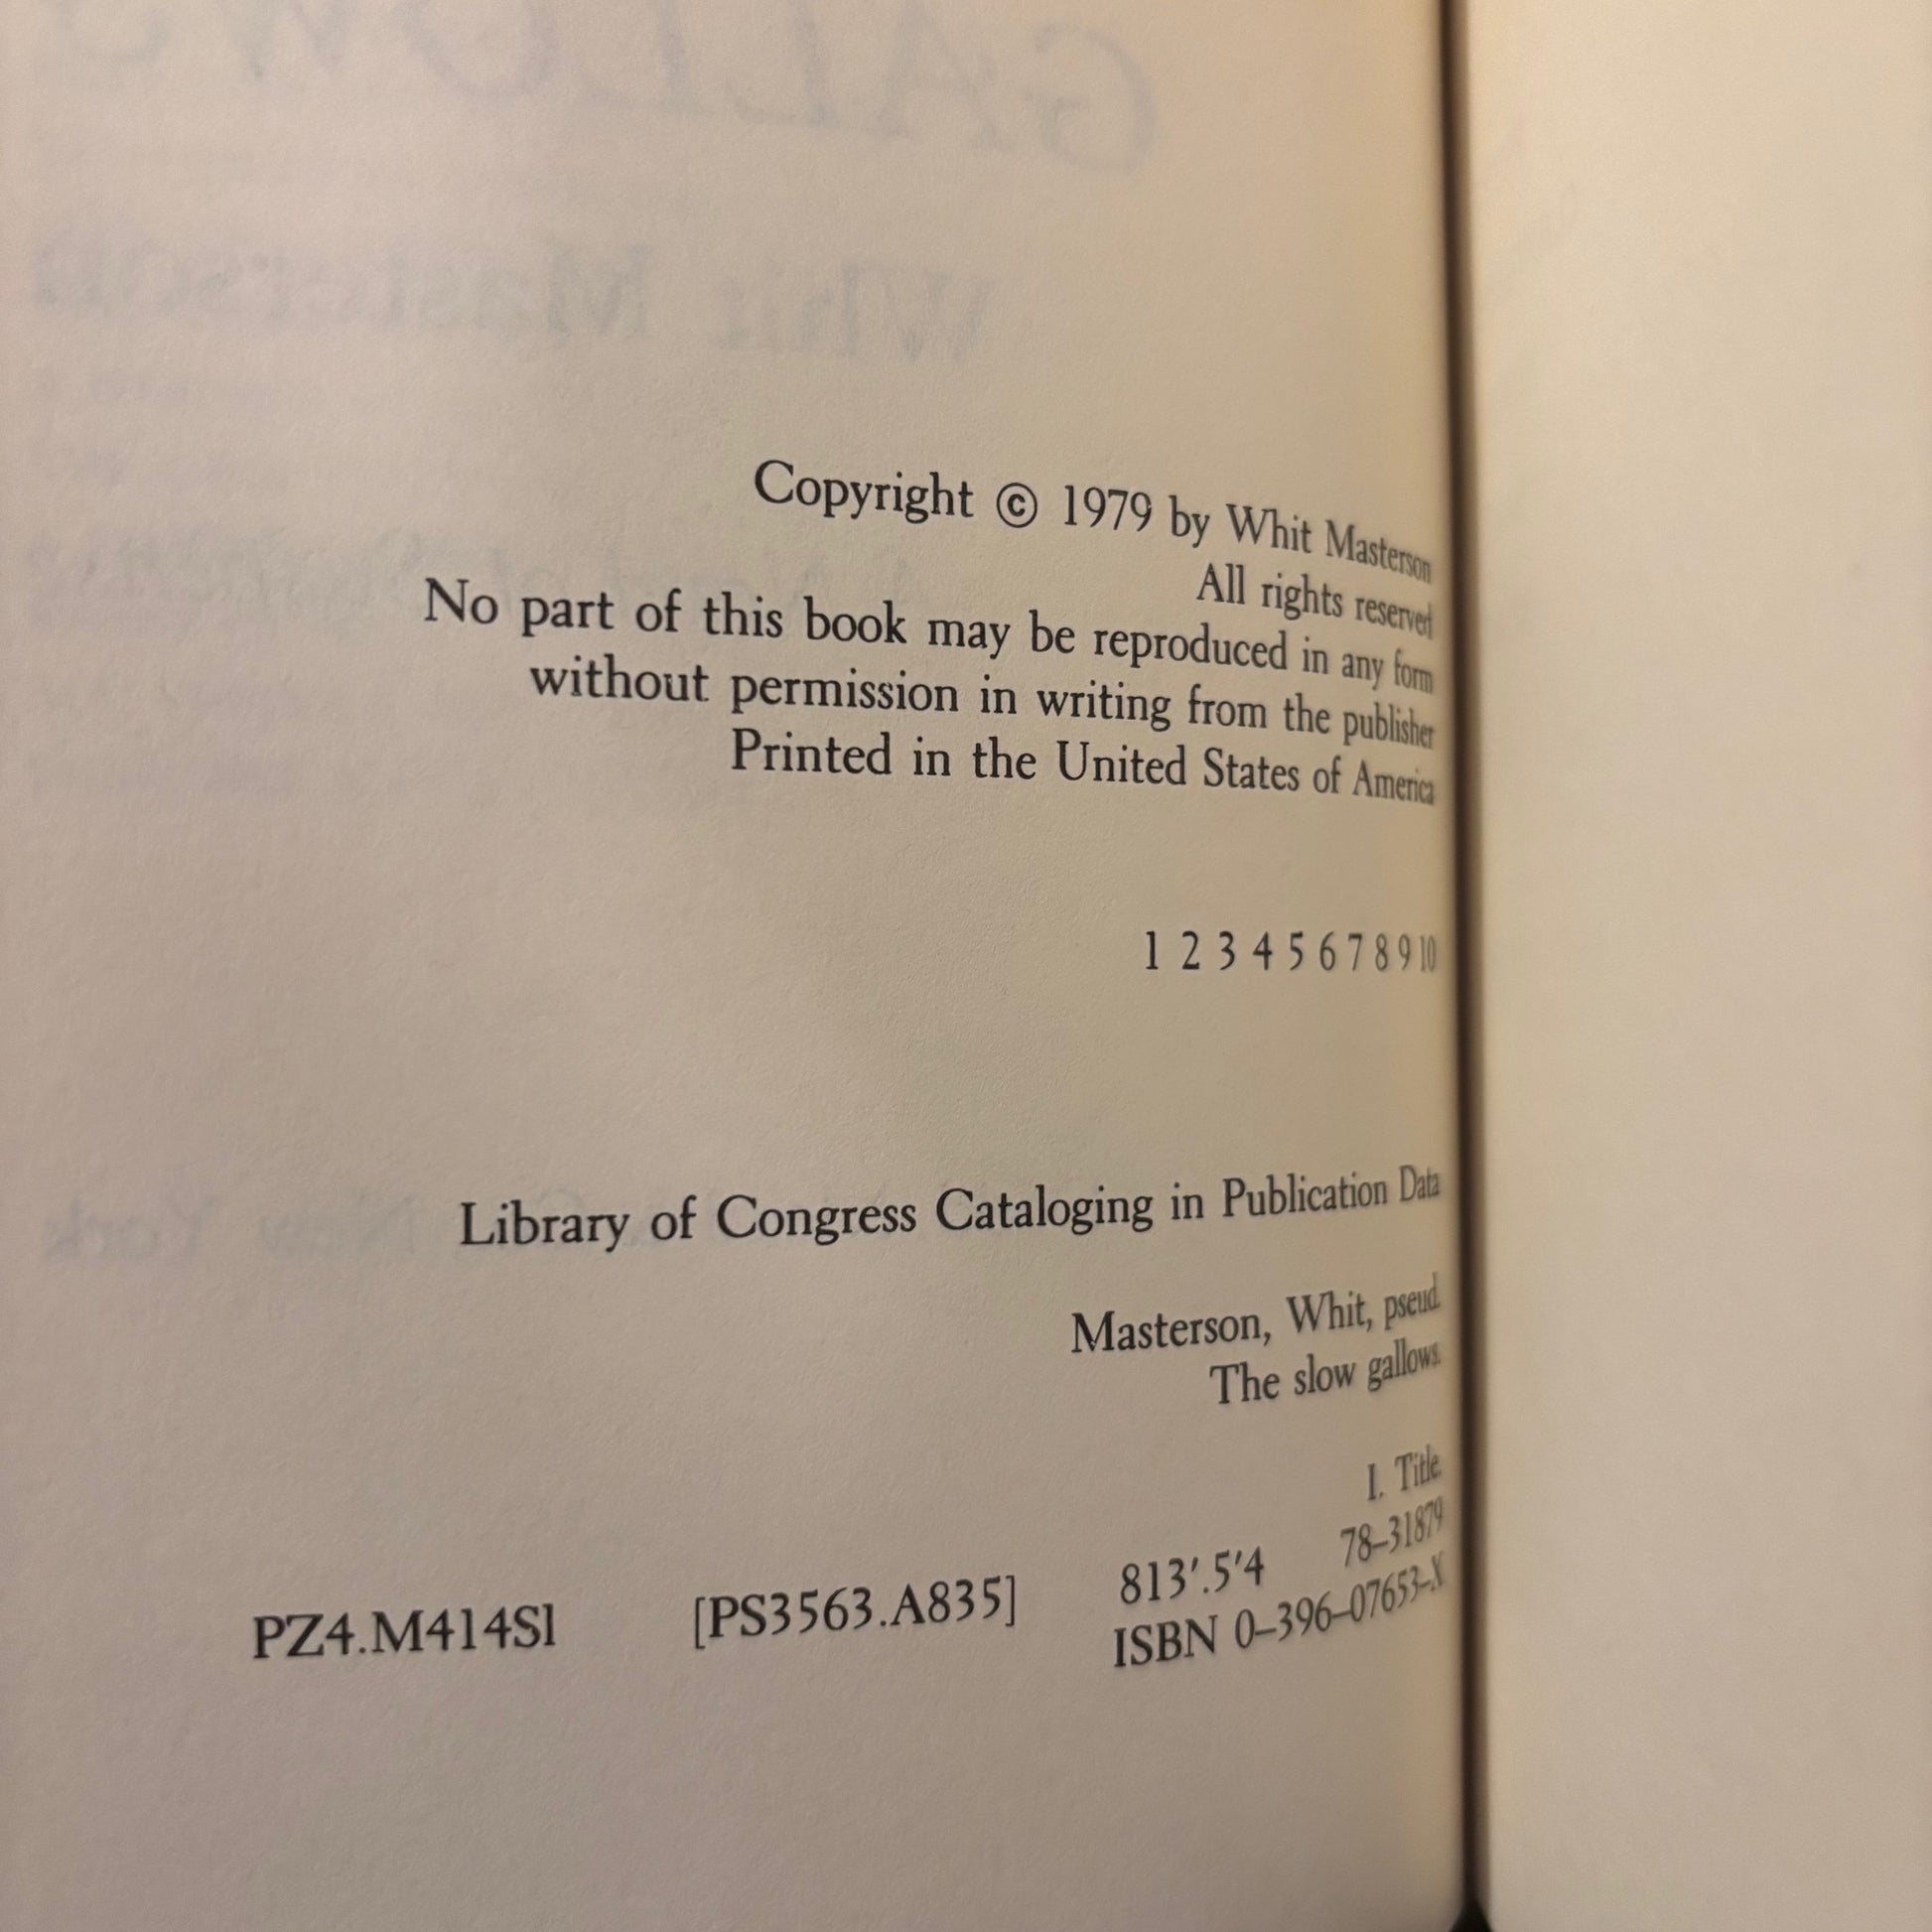 Copyright © 1979 by Whit Masterson
All rights reserved
No part of this book may be reproduced in any form
without permission in writing from the publisher
Printed in the United States of America
1 2 3 4 5 6 7 8 9 10
Library of Congress Cataloging in Publication Data
Masterson, Whit, pseud.
The slow gallows.
I. Title.
PZ4.M414Sl [PS3563.A835] 813'.5'4 78–31879
ISBN 0–396–07653–X